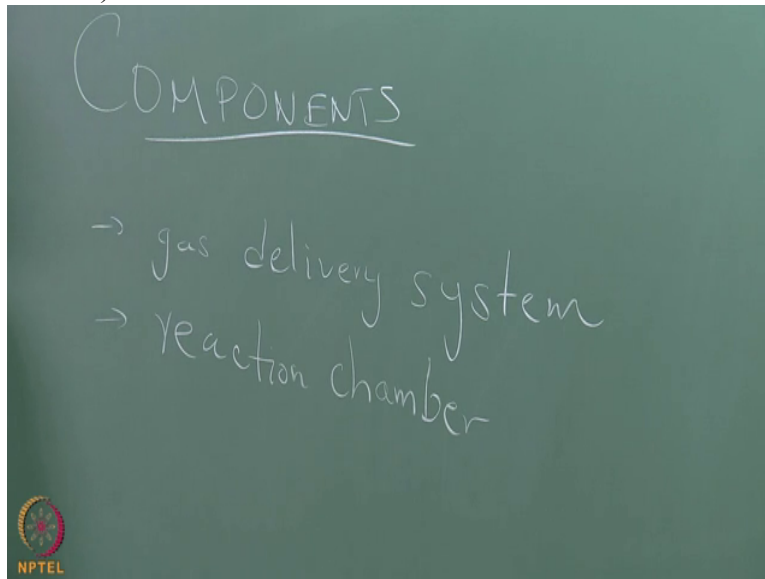 COMPONENTS
→ gas delivery system
→ reaction chamber
NPTEL